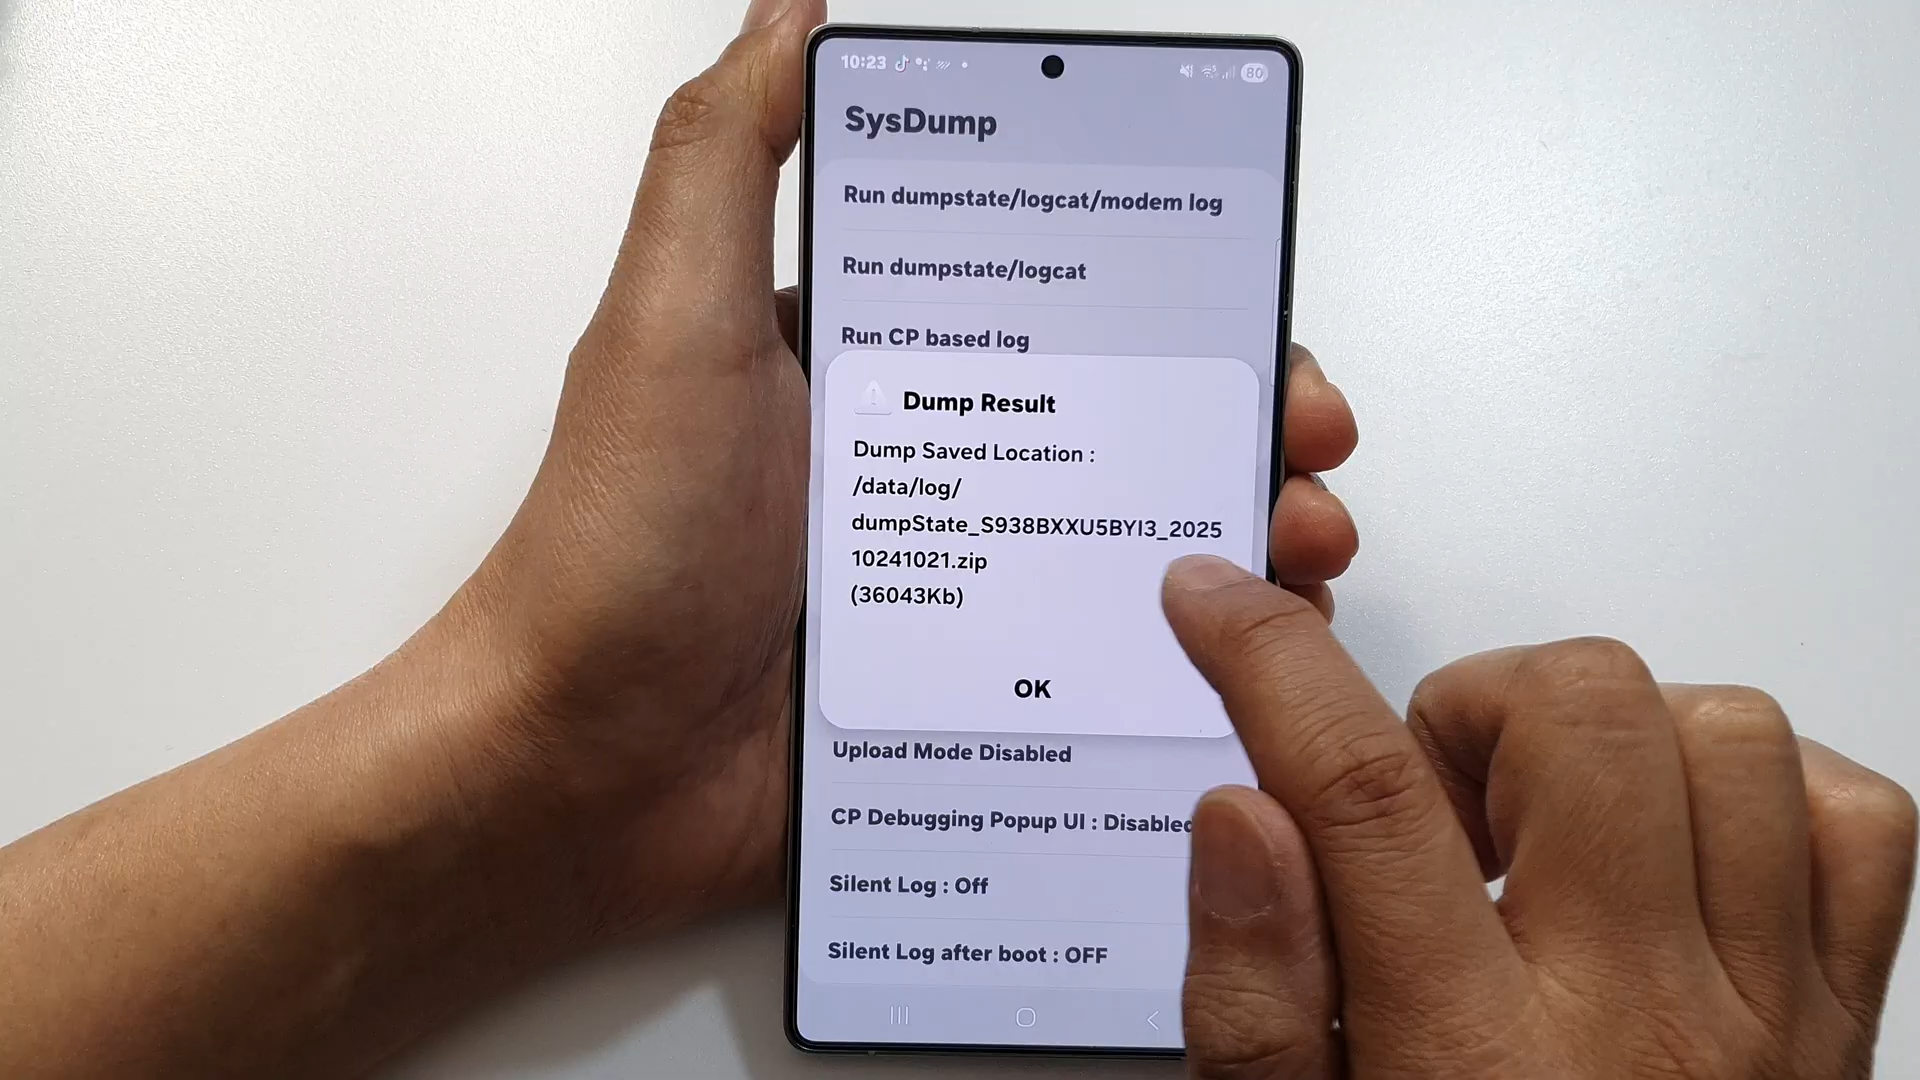 10:23
80
SysDump
Run dumpstate/logcat/modem log
Run dumpstate/logcat
Run CP based log
Dump Result
Dump Saved Location :
/data/log/
dumpState_S938BXXU5BYI3_2025
10241021.zip
(36043Kb)
OK
Upload Mode Disabled
CP Debugging Popup UI : Disabled
Silent Log : Off
Silent Log after boot : OFF